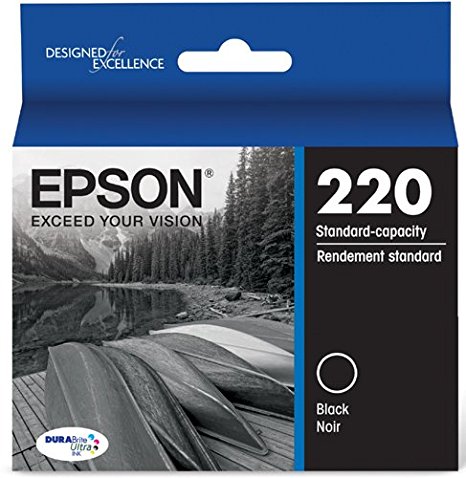 DESIGNED for
EXCELLENCE
EPSON®
EXCEED YOUR VISION
220
Standard-capacity
Rendement standard
Black
Noir
DURABrite
Ultra
INK